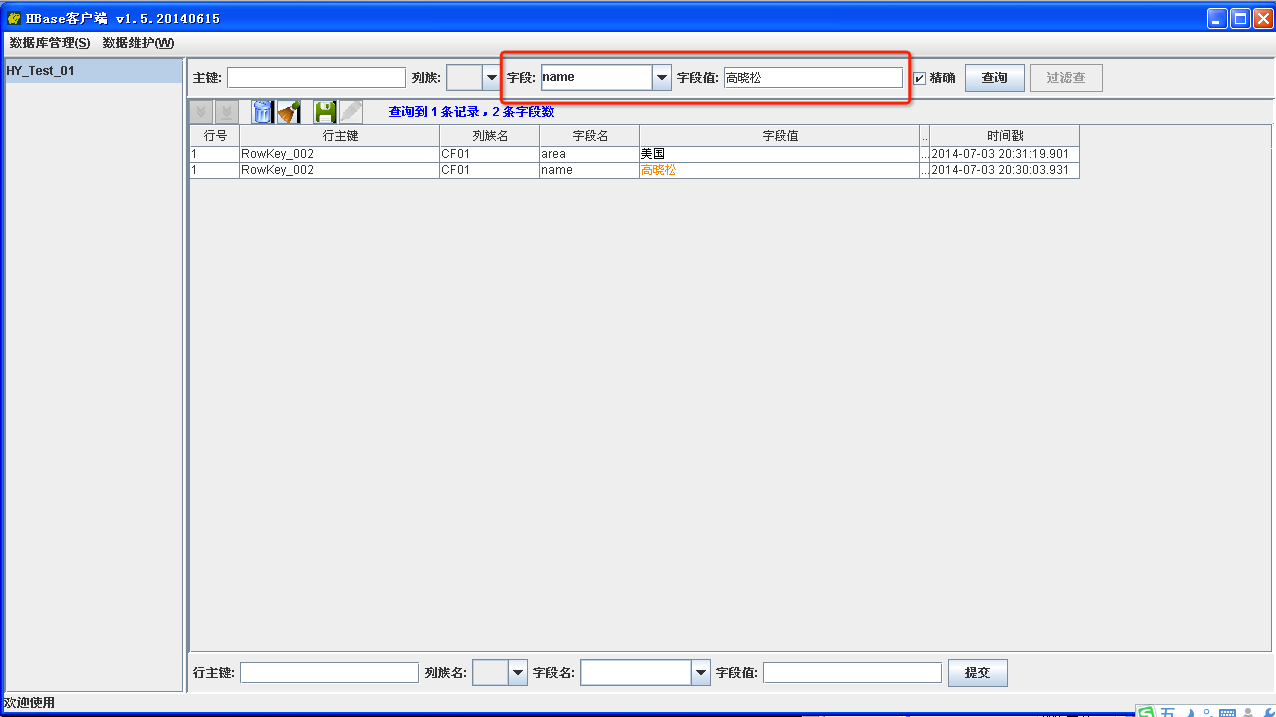 HBase客户端 v1.5.20140615
数据库管理(S) 数据维护(W)
HY_Test_01
主键: 列族: 字段: name 字段值: 高晓松 精确 查询 过滤查
查询到 1 条记录，2 条字段数
行号 行主键 列族名 字段名 字段值 .. 时间戳
1 RowKey_002 CF01 area 美国 ... 2014-07-03 20:31:19.901
1 RowKey_002 CF01 name 高晓松 ... 2014-07-03 20:30:03.931
行主键: 列族名: 字段名: 字段值: 提交
欢迎使用
五